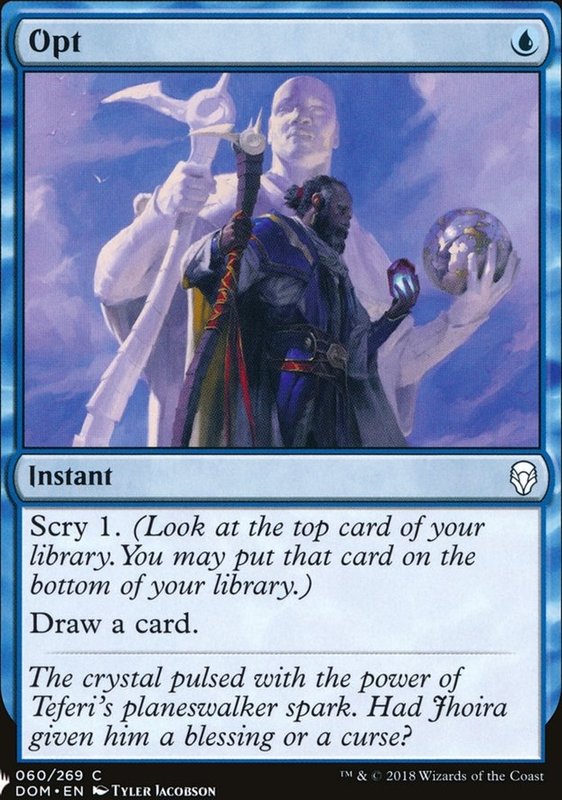 Opt
Instant
Scry 1. (Look at the top card of your
library. You may put that card on the
bottom of your library.)
Draw a card.
The crystal pulsed with the power of
Teferi's planeswalker spark. Had Jhoira
given him a blessing or a curse?
060/269 C
DOM • EN Tyler Jacobson
™ & © 2018 Wizards of the Coast